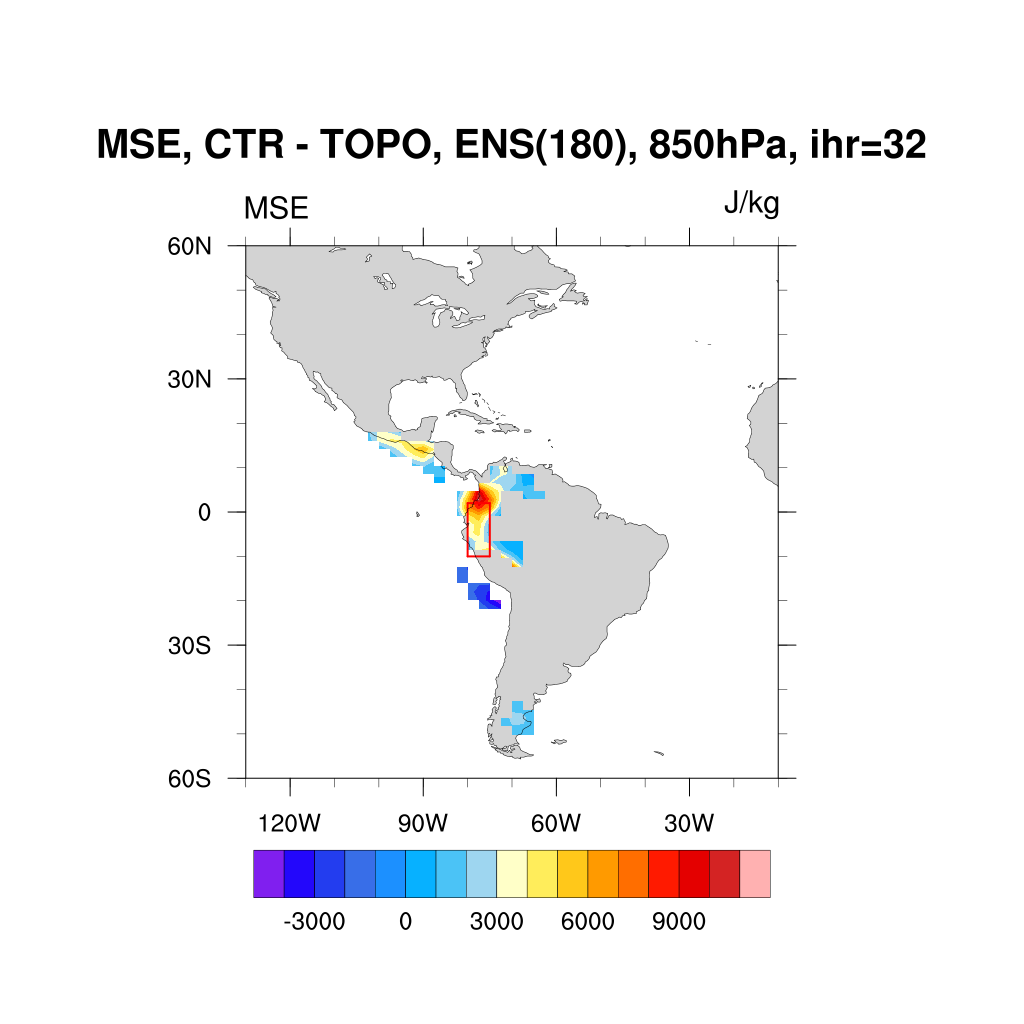 MSE, CTR - TOPO, ENS(180), 850hPa, ihr=32
MSE J/kg
60N
30N
0
30S
60S
120W 90W 60W 30W
-3000 0 3000 6000 9000